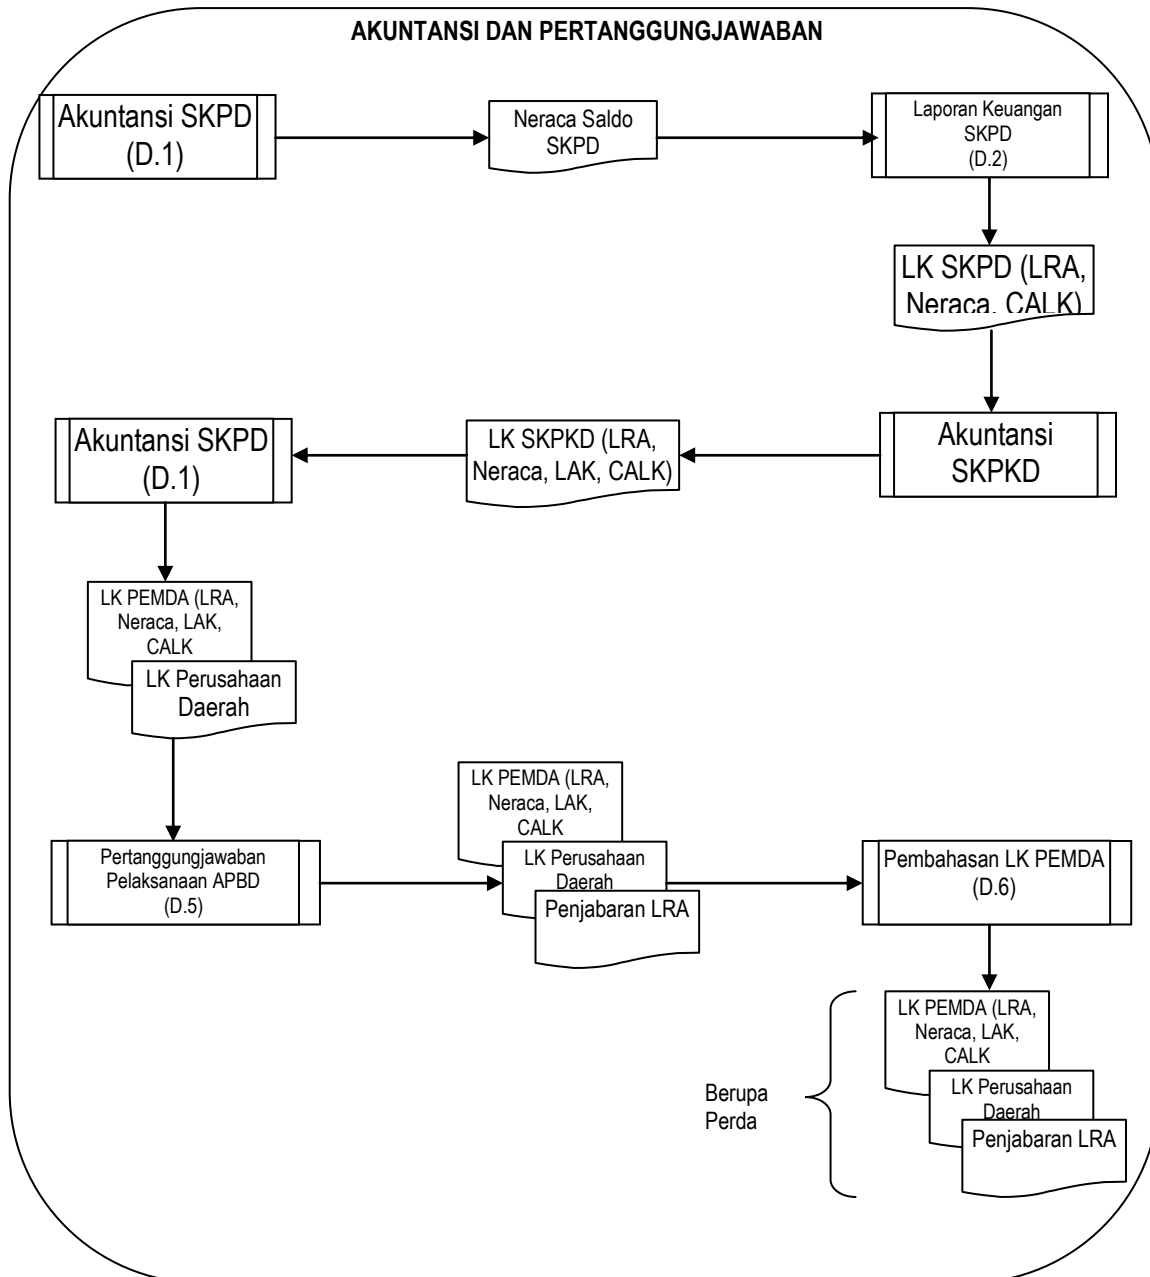 AKUNTANSI DAN PERTANGGUNGJAWABAN
Akuntansi SKPD
(D.1)
Neraca Saldo
SKPD
Laporan Keuangan
SKPD
(D.2)
LK SKPD (LRA,
Neraca, CALK)
Akuntansi
SKPKD
LK SKPKD (LRA,
Neraca, LAK, CALK)
Akuntansi SKPD
(D.1)
LK PEMDA (LRA,
Neraca, LAK,
CALK
LK Perusahaan
Daerah
Pertanggungjawaban
Pelaksanaan APBD
(D.5)
LK PEMDA (LRA,
Neraca, LAK,
CALK
LK Perusahaan
Daerah
Penjabaran LRA
Pembahasan LK PEMDA
(D.6)
Berupa
Perda
LK PEMDA (LRA,
Neraca, LAK,
CALK
LK Perusahaan
Daerah
Penjabaran LRA